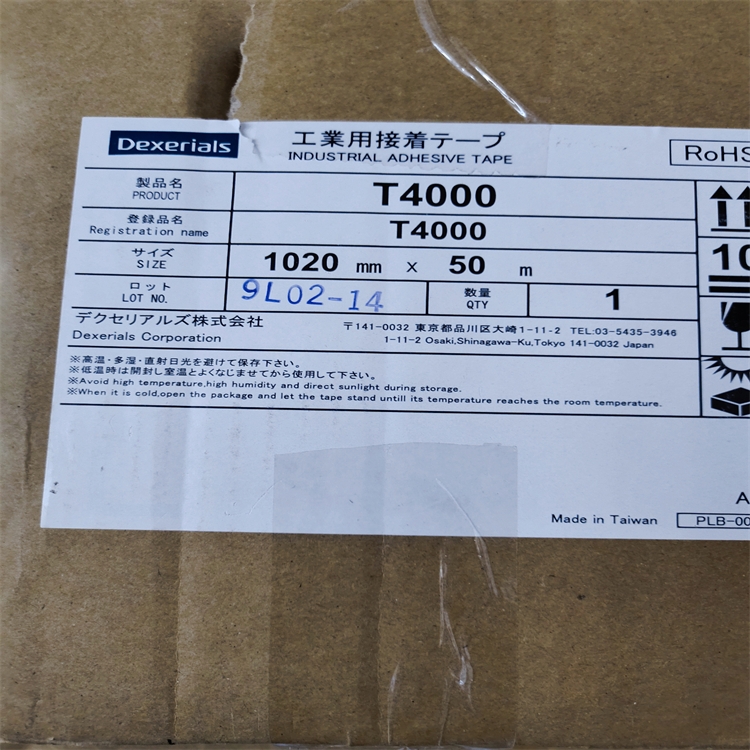 Dexerials
工業用接着テープ
INDUSTRIAL ADHESIVE TAPE
RoHS
製品名
PRODUCT
T4000
登録品名
Registration name
T4000
サイズ
SIZE
1020 mm x 50 m
ロット
LOT NO.
9L02-14
数量
QTY
1
デクセリアルズ株式会社
Dexerials Corporation
〒141-0032 東京都品川区大崎1-11-2 TEL:03-5435-3946
1-11-2 Osaki,Shinagawa-Ku,Tokyo 141-0032 Japan
※高温・多湿・直射日光を避けて保存下さい。
※低温時は開封し室温とよくなじませてから使用して下さい。
※Avoid high temperature,high humidity and direct sunlight during storage.
※When it is cold,open the package and let the tape stand untill its temperature reaches the room temperature.
10
A
Made in Taiwan
PLB-00